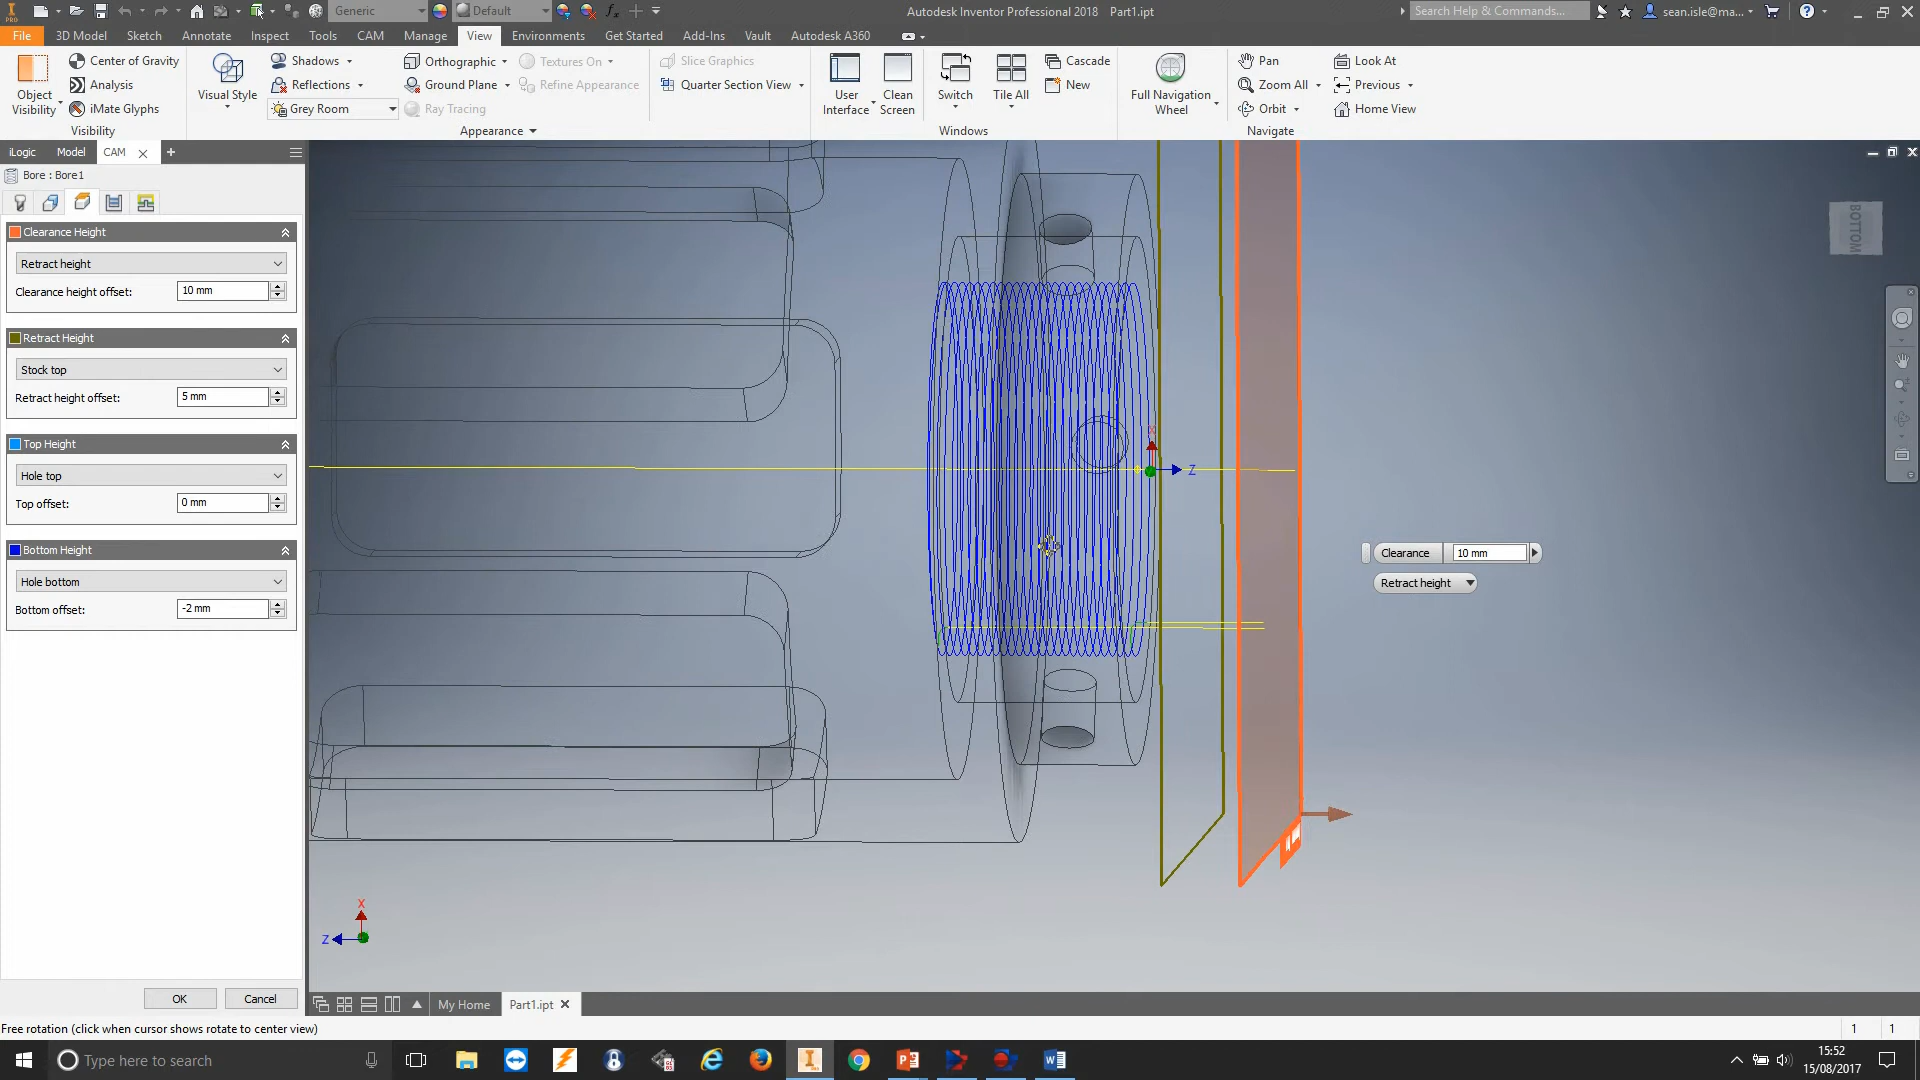 Generic
Default
Autodesk Inventor Professional 2018 Part1.ipt
Search Help & Commands...
sean.isle@ma...
PRO
File 3D Model Sketch Annotate Inspect Tools CAM Manage View Environments Get Started Add-Ins Vault Autodesk A360
Object Visibility
Center of Gravity
Analysis
iMate Glyphs
Visibility
Visual Style
Shadows
Reflections
Grey Room
Orthographic
Ground Plane
Ray Tracing
Textures On
Refine Appearance
Appearance
Slice Graphics
Quarter Section View
User Interface
Clean Screen
Switch
Tile All
Cascade
New
Windows
Full Navigation Wheel
Pan
Zoom All
Orbit
Look At
Previous
Home View
Navigate
iLogic Model CAM
Bore : Bore1
Clearance Height
Retract height
Clearance height offset: 10 mm
Retract Height
Stock top
Retract height offset: 5 mm
Top Height
Hole top
Top offset: 0 mm
Bottom Height
Hole bottom
Bottom offset: -2 mm
OK Cancel
BOTTOM
X
Z
Clearance 10 mm
Retract height
X
Z
My Home Part1.ipt
Free rotation (click when cursor shows rotate to center view)
1 1
Type here to search
15:52
15/08/2017